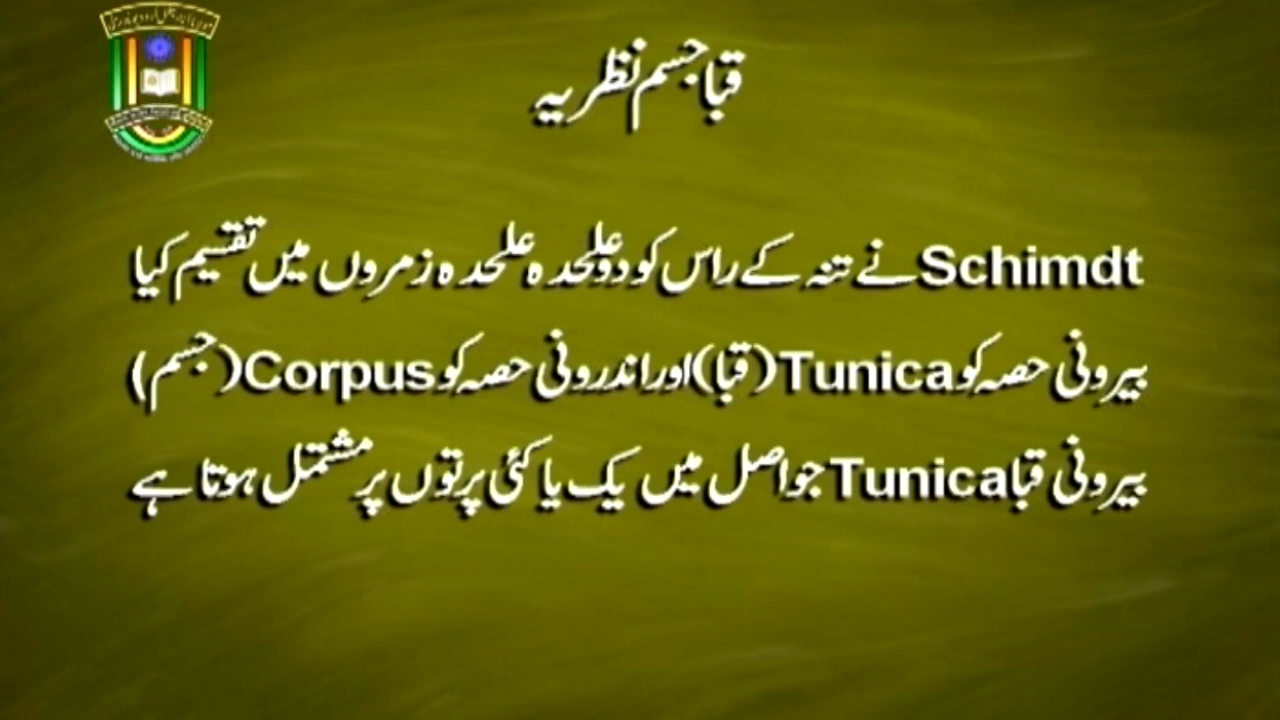 قبا جسم نظریہ
Schimdt نے تنہ کے راس کو دو علحدہ علحدہ زمروں میں تقسیم کیا
بیرونی حصہ کو Tunica (قبا) اور اندرونی حصہ کو Corpus (جسم)
بیرونی قبا Tunica جو اصل میں یک یا کئی پرتوں پر مشتمل ہوتا ہے